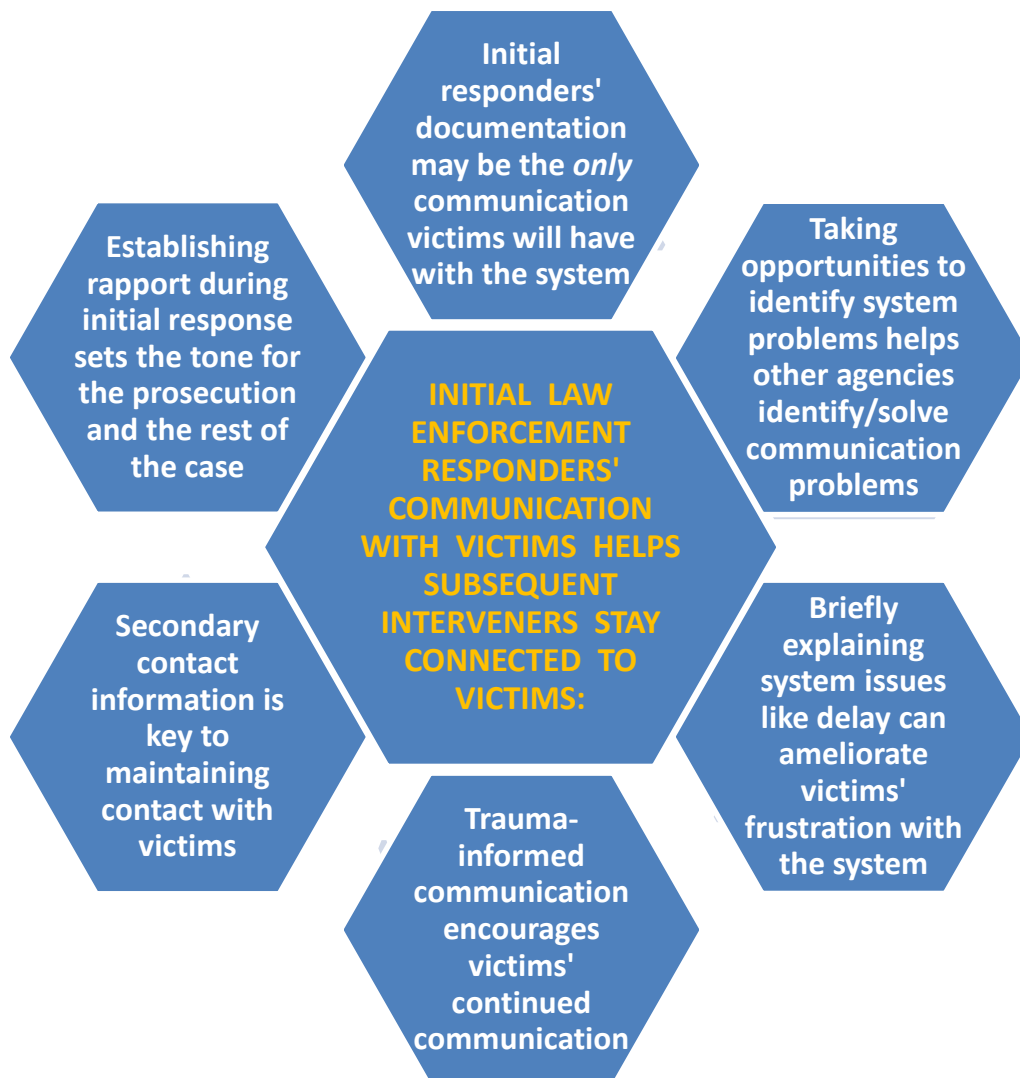 Initial
responders'
documentation
may be the only
communication
victims will have
with the system
Taking
opportunities to
identify system
problems helps
other agencies
identify/solve
communication
problems
Briefly
explaining
system issues
like delay can
ameliorate
victims'
frustration with
the system
Trauma-
informed
communication
encourages
victims'
continued
communication
Secondary
contact
information is
key to
maintaining
contact with
victims
Establishing
rapport during
initial response
sets the tone for
the prosecution
and the rest of
the case
INITIAL LAW
ENFORCEMENT
RESPONDERS'
COMMUNICATION
WITH VICTIMS HELPS
SUBSEQUENT
INTERVENERS STAY
CONNECTED TO
VICTIMS: